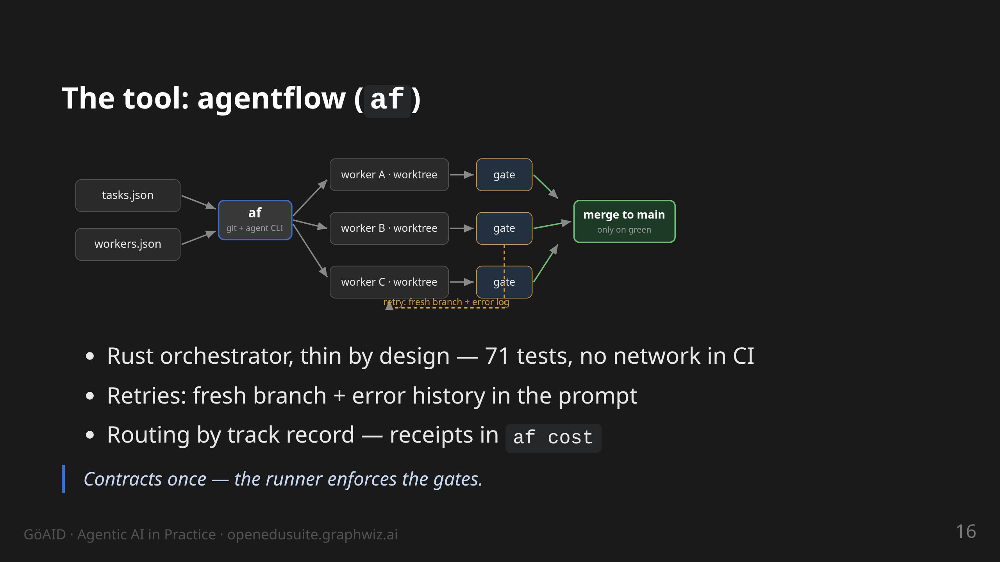 The tool: agentflow (af)
tasks.json
workers.json
af
git + agent CLI
worker A · worktree
gate
worker B · worktree
gate
worker C · worktree
gate
retry: fresh branch + error log
merge to main
only on green
• Rust orchestrator, thin by design — 71 tests, no network in CI
• Retries: fresh branch + error history in the prompt
• Routing by track record — receipts in af cost
Contracts once — the runner enforces the gates.
GöAID · Agentic AI in Practice · openedusuite.graphwiz.ai
16